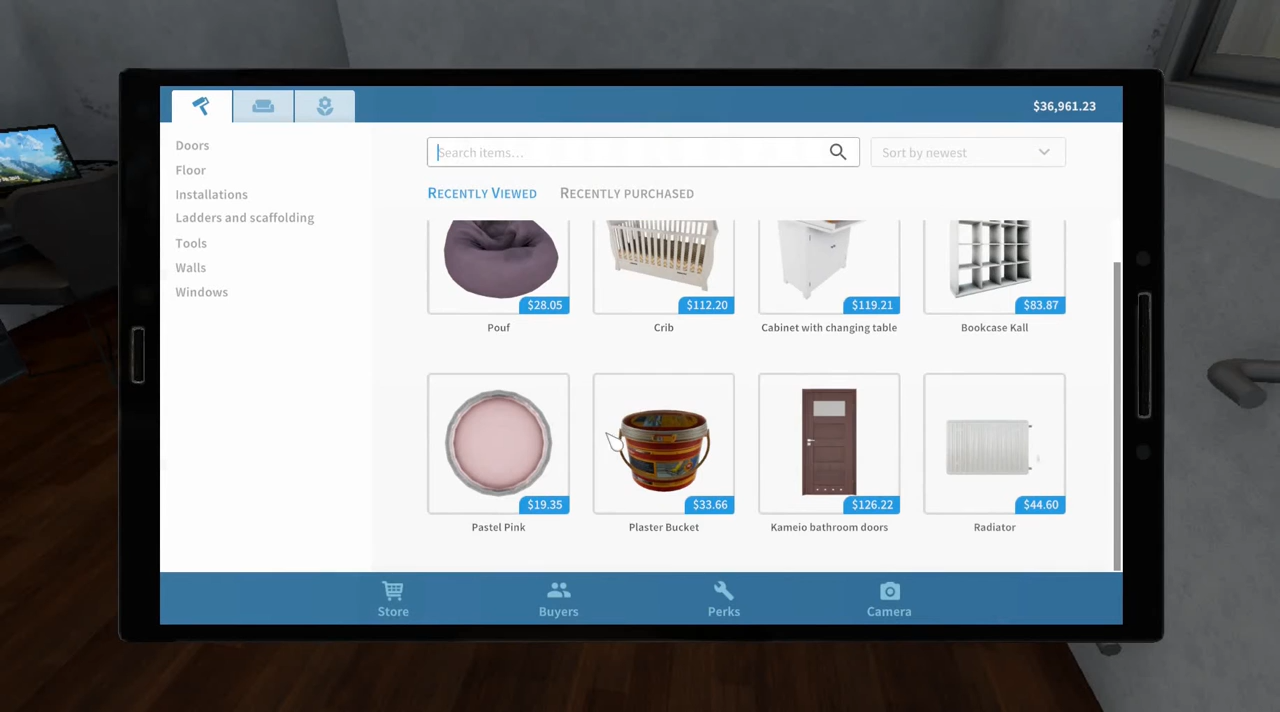 $36,961.23
Doors
Floor
Installations
Ladders and scaffolding
Tools
Walls
Windows
Search items...
Sort by newest
RECENTLY VIEWED
RECENTLY PURCHASED
$28.05
$112.20
$119.21
$83.87
Pouf
Crib
Cabinet with changing table
Bookcase Kall
$19.35
$33.66
$126.22
$44.60
Pastel Pink
Plaster Bucket
Kameio bathroom doors
Radiator
Store
Buyers
Perks
Camera